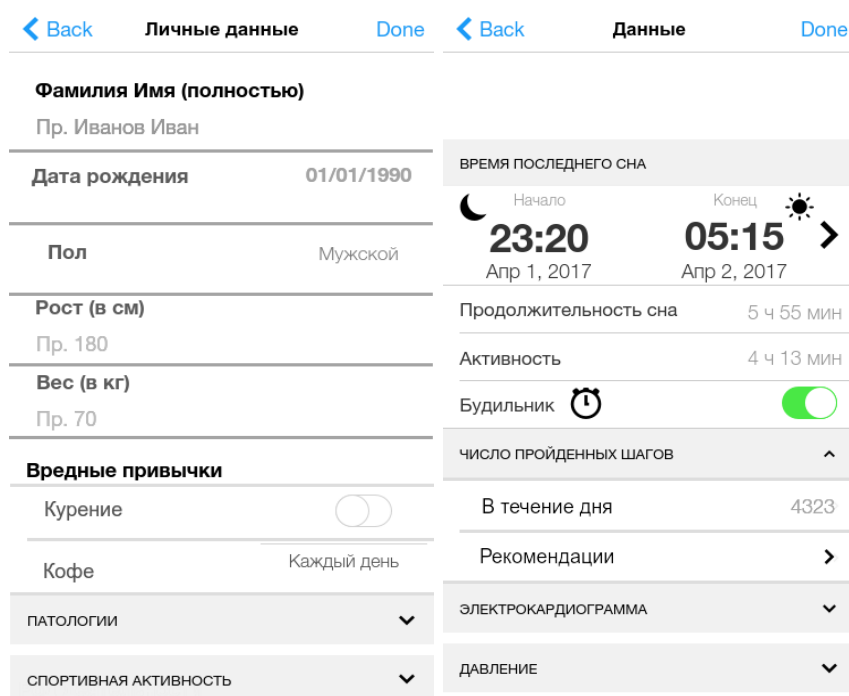 Back Личные данные Done
Фамилия Имя (полностью)
Пр. Иванов Иван
Дата рождения 01/01/1990
Пол Мужской
Рост (в см)
Пр. 180
Вес (в кг)
Пр. 70
Вредные привычки
Курение
Кофе Каждый день
ПАТОЛОГИИ
СПОРТИВНАЯ АКТИВНОСТЬ
Back Данные Done
ВРЕМЯ ПОСЛЕДНЕГО СНА
Начало Конец
23:20 05:15
Апр 1, 2017 Апр 2, 2017
Продолжительность сна 5 ч 55 мин
Активность 4 ч 13 мин
Будильник
ЧИСЛО ПРОЙДЕННЫХ ШАГОВ
В течение дня 4323
Рекомендации
ЭЛЕКТРОКАРДИОГРАММА
ДАВЛЕНИЕ